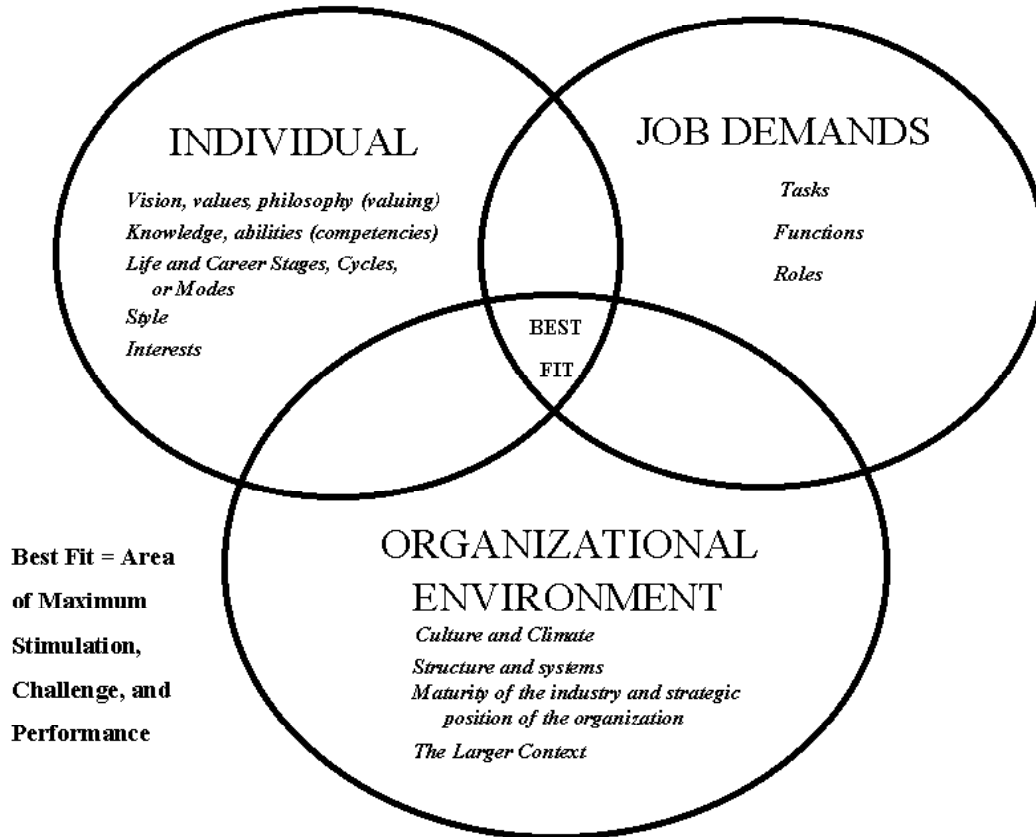 INDIVIDUAL
Vision, values, philosophy (valuing)
Knowledge, abilities (competencies)
Life and Career Stages, Cycles,
or Modes
Style
Interests
JOB DEMANDS
Tasks
Functions
Roles
BEST
FIT
ORGANIZATIONAL
ENVIRONMENT
Culture and Climate
Structure and systems
Maturity of the industry and strategic
position of the organization
The Larger Context
Best Fit = Area
of Maximum
Stimulation,
Challenge, and
Performance